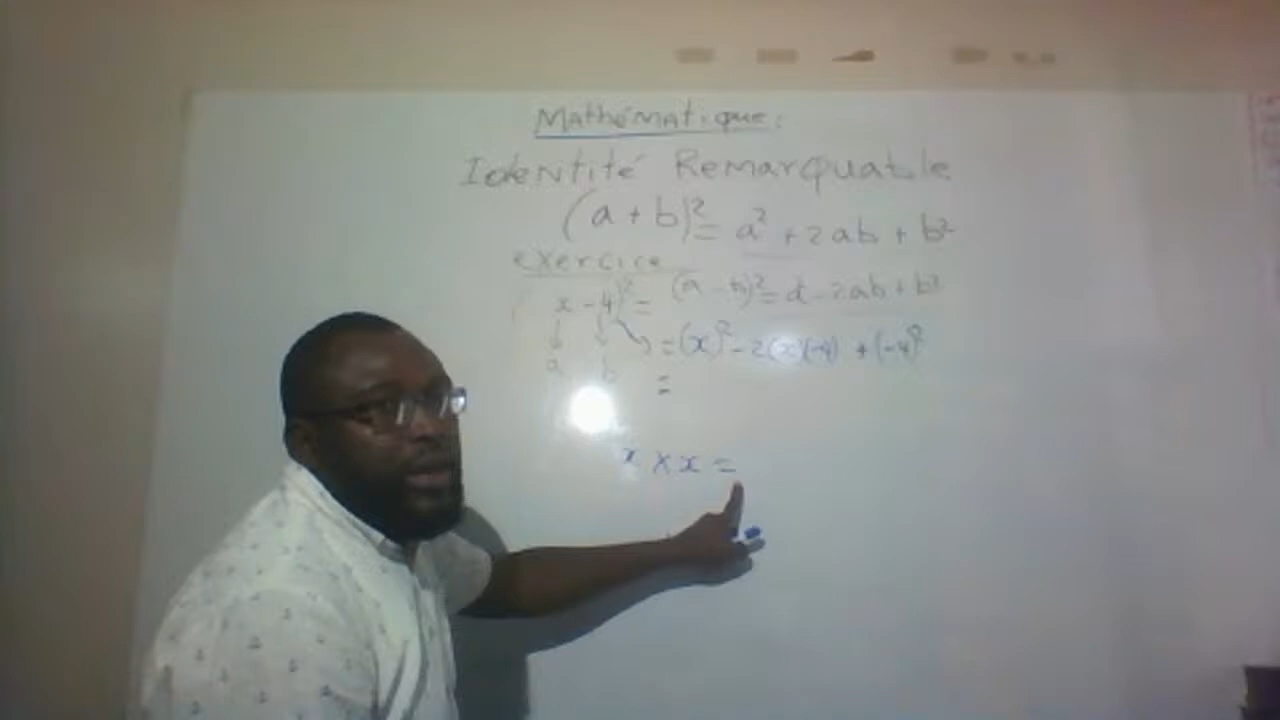 Mathématique:
Identité Remarquable
(a + b)² = a² + 2ab + b²
exercice
(x - 4)² = (a - b)² = a² - 2ab + b²
a b = (x)² - 2(x)(-4) + (-4)²
=
x × x =